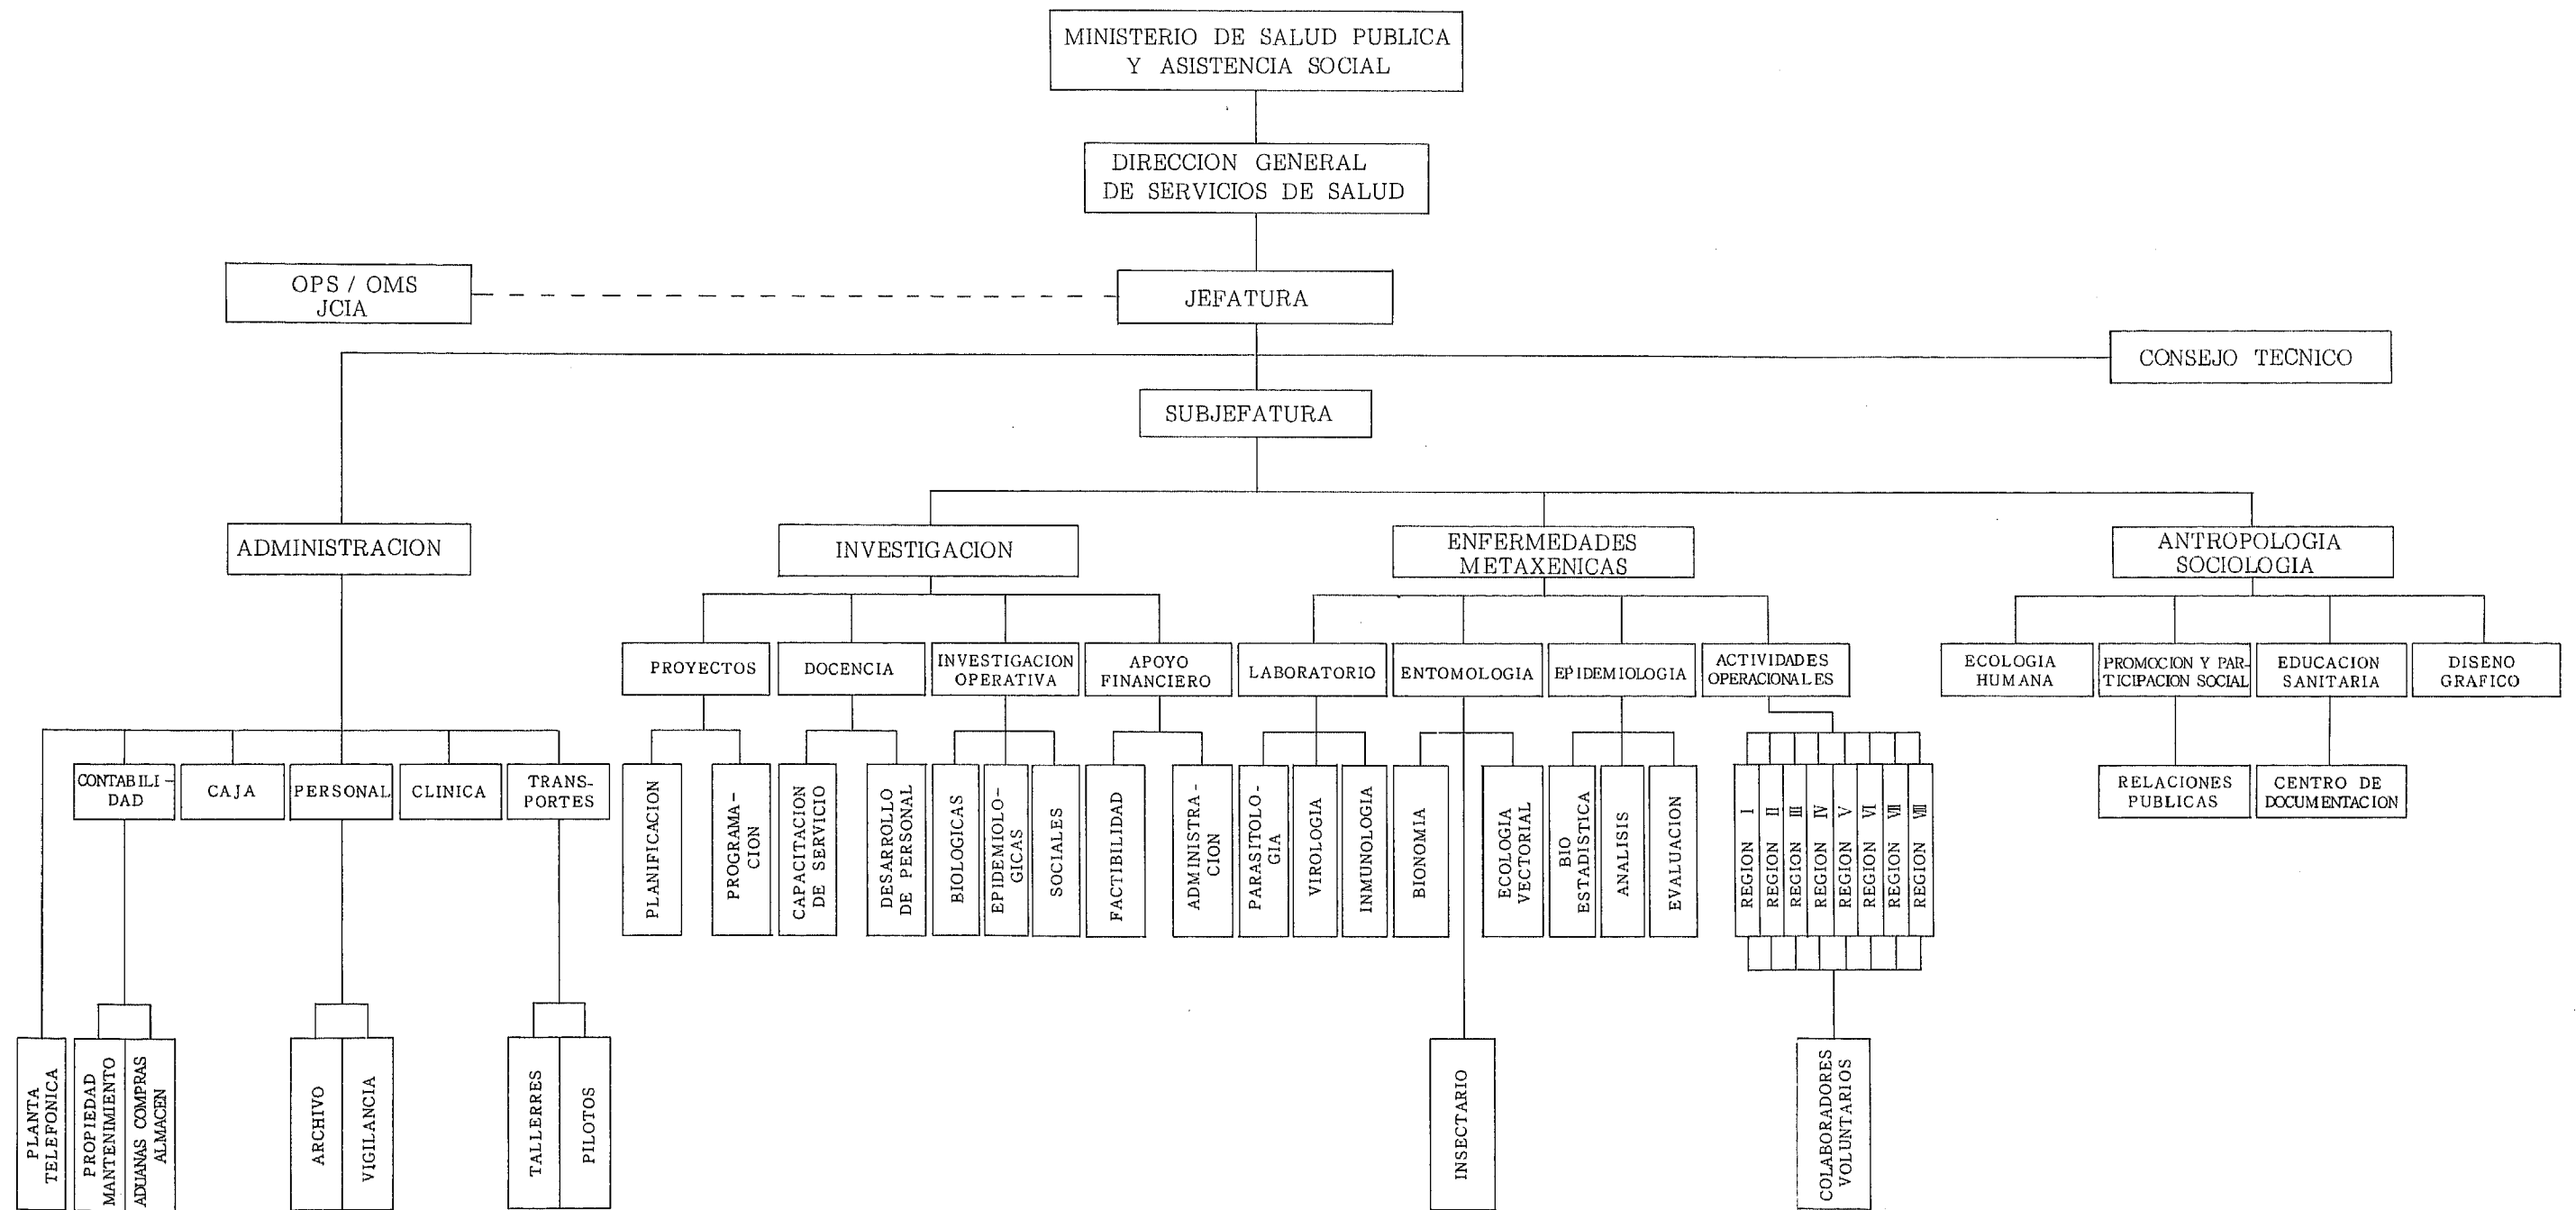 MINISTERIO DE SALUD PUBLICA
Y ASISTENCIA SOCIAL
DIRECCION GENERAL
DE SERVICIOS DE SALUD
OPS / OMS
JCIA
JEFATURA
CONSEJO TECNICO
SUBJEFATURA
ADMINISTRACION
INVESTIGACION
ENFERMEDADES
METAXENICAS
ANTROPOLOGIA
SOCIOLOGIA
PROYECTOS
DOCENCIA
INVESTIGACION
OPERATIVA
APOYO
FINANCIERO
LABORATORIO
ENTOMOLOGIA
EPIDEMIOLOGIA
ACTIVIDADES
OPERACIONALES
ECOLOGIA
HUMANA
PROMOCION Y PAR-
TICIPACION SOCIAL
EDUCACION
SANITARIA
DISENO
GRAFICO
CONTABILI-
DAD
CAJA
PERSONAL
CLINICA
TRANS-
PORTES
PLANIFICACION
PROGRAMA-
CION
CAPACITACION
DE SERVICIO
DESARROLLO
DE PERSONAL
BIOLOGICAS
EPIDEMIOLO-
GICAS
SOCIALES
FACTIBILIDAD
ADMINISTRA-
CION
PARASITOLO-
GIA
VIROLOGIA
INMUNOLOGIA
BIONOMIA
ECOLOGIA
VECTORIAL
BIO
ESTADISTICA
ANALISIS
EVALUACION
REGION I
REGION II
REGION III
REGION IV
REGION V
REGION VI
REGION VII
REGION VIII
RELACIONES
PUBLICAS
CENTRO DE
DOCUMENTACION
PLANTA
TELEFONICA
PROPIEDAD
MANTENIMIENTO
ADUANAS COMPRAS
ALMACEN
ARCHIVO
VIGILANCIA
TALLERRES
PILOTOS
INSECTARIO
COLABORADORES
VOLUNTARIOS